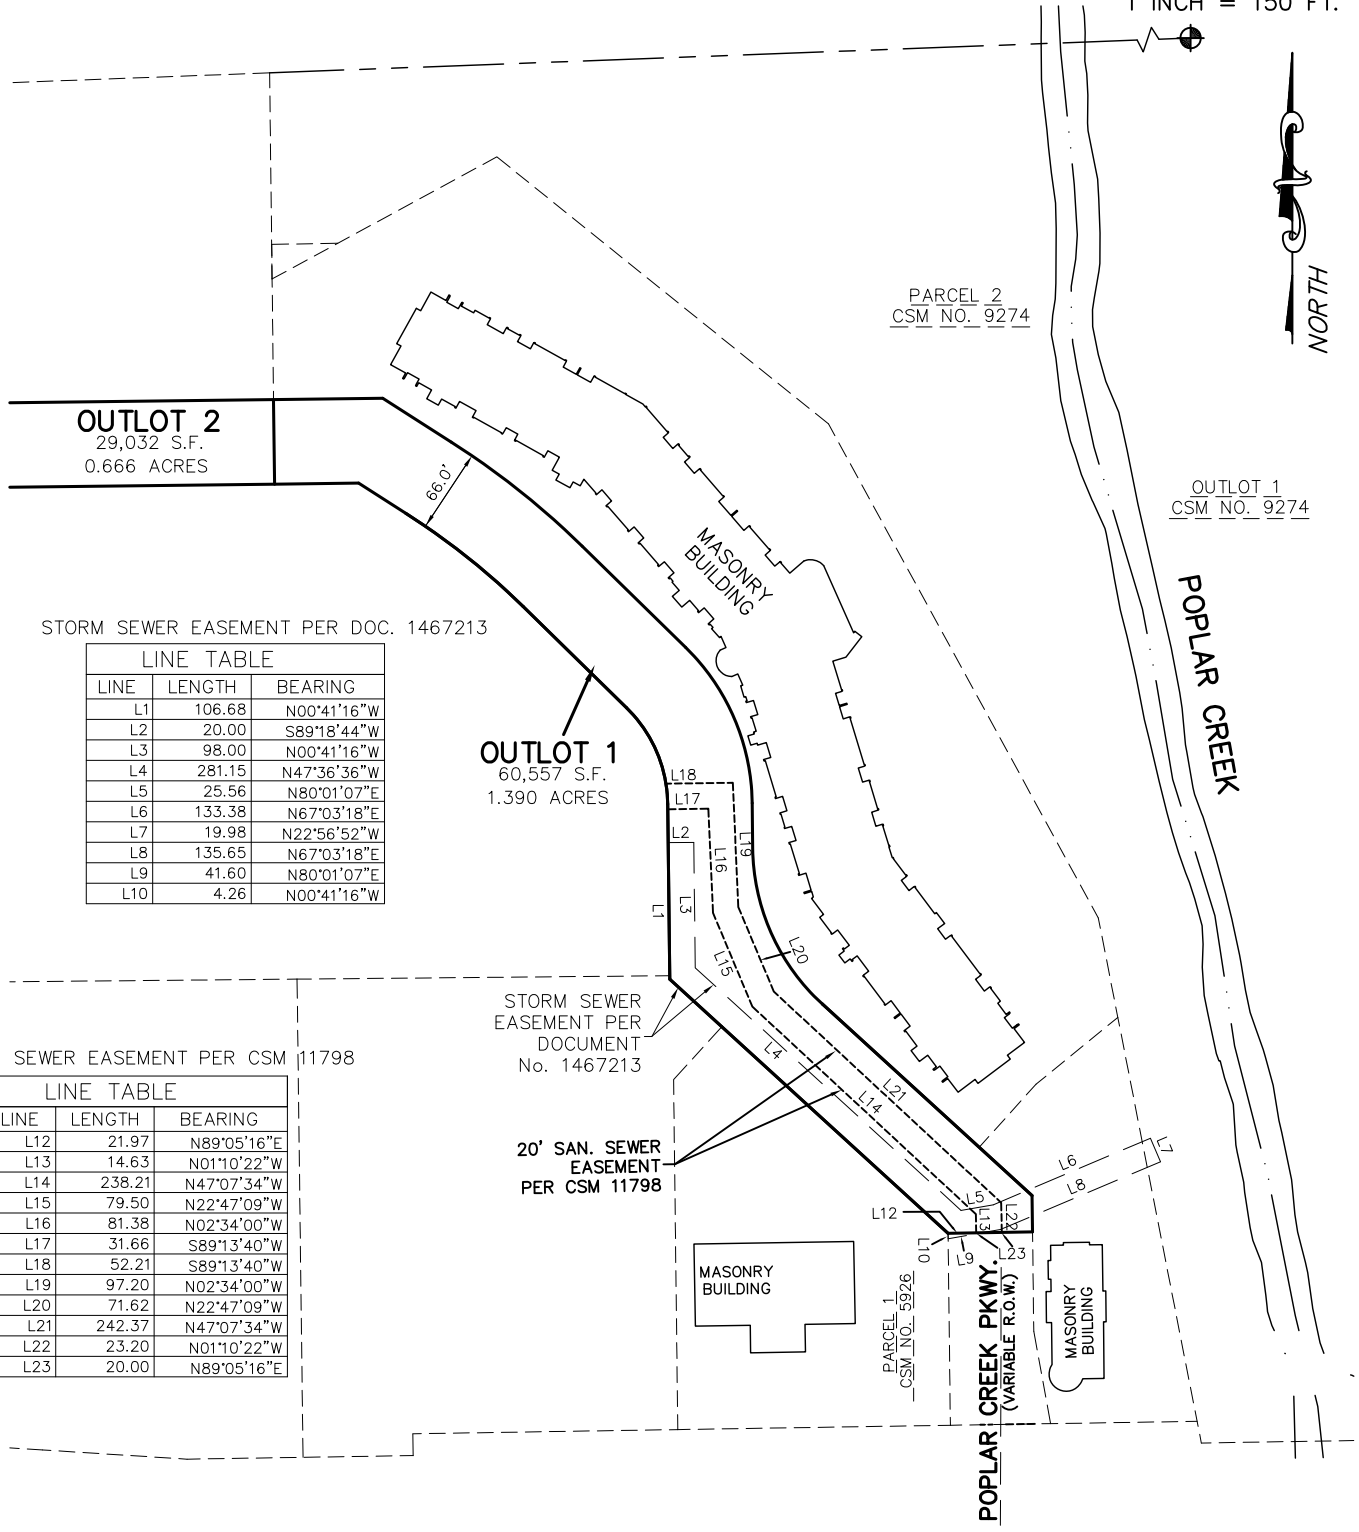 1 INCH = 150 FT.
NORTH
PARCEL 2
CSM NO. 9274
OUTLOT 2
29,032 S.F.
0.666 ACRES
66.0'
OUTLOT 1
CSM NO. 9274
MASONRY
BUILDING
POPLAR CREEK
STORM SEWER EASEMENT PER DOC. 1467213
LINE TABLE
LINE LENGTH BEARING
L1 106.68 N00°41'16"W
L2 20.00 S89°18'44"W
L3 98.00 N00°41'16"W
L4 281.15 N47°36'36"W
L5 25.56 N80°01'07"E
L6 133.38 N67°03'18"E
L7 19.98 N22°56'52"W
L8 135.65 N67°03'18"E
L9 41.60 N80°01'07"E
L10 4.26 N00°41'16"W
OUTLOT 1
60,557 S.F.
1.390 ACRES
L18
L17
L2
L16
L19
L1
L3
L15
L20
STORM SEWER
EASEMENT PER
DOCUMENT
No. 1467213
L4
L14
L21
SEWER EASEMENT PER CSM 11798
LINE TABLE
LINE LENGTH BEARING
L12 21.97 N89°05'16"E
L13 14.63 N01°10'22"W
L14 238.21 N47°07'34"W
L15 79.50 N22°47'09"W
L16 81.38 N02°34'00"W
L17 31.66 S89°13'40"W
L18 52.21 S89°13'40"W
L19 97.20 N02°34'00"W
L20 71.62 N22°47'09"W
L21 242.37 N47°07'34"W
L22 23.20 N01°10'22"W
L23 20.00 N89°05'16"E
20' SAN. SEWER
EASEMENT
PER CSM 11798
L6
L7
L8
L5
L12
L13
L22
L10
L9
L23
MASONRY
BUILDING
PARCEL 1
CSM NO. 5926
POPLAR CREEK PKWY.
(VARIABLE R.O.W.)
MASONRY
BUILDING